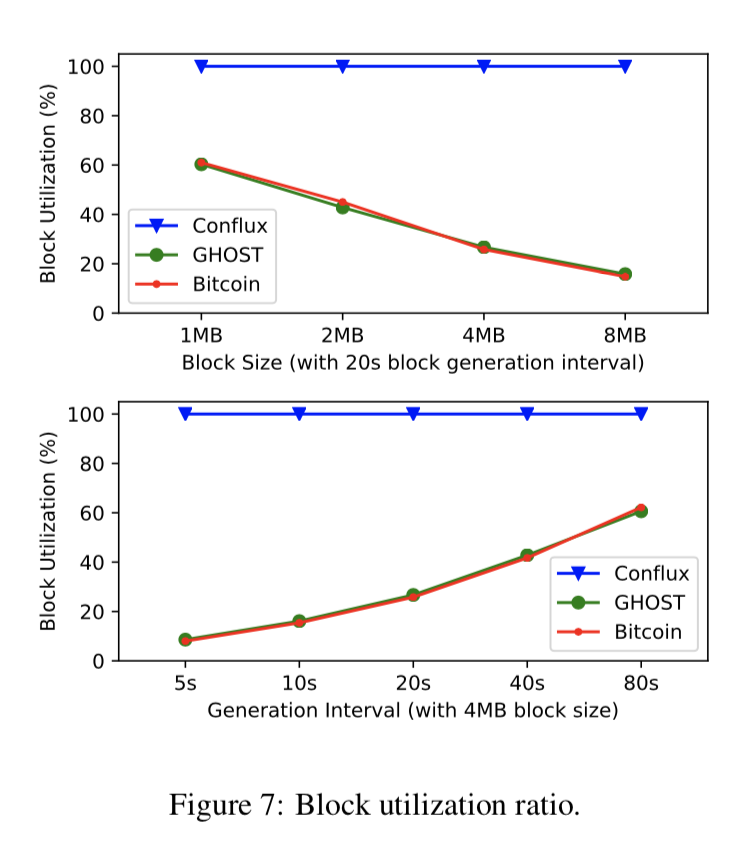 100
80
60
40
20
0
Block Utilization (%)
Conflux
GHOST
Bitcoin
1MB 2MB 4MB 8MB
Block Size (with 20s block generation interval)
100
80
60
40
20
0
Block Utilization (%)
Conflux
GHOST
Bitcoin
5s 10s 20s 40s 80s
Generation Interval (with 4MB block size)
Figure 7: Block utilization ratio.